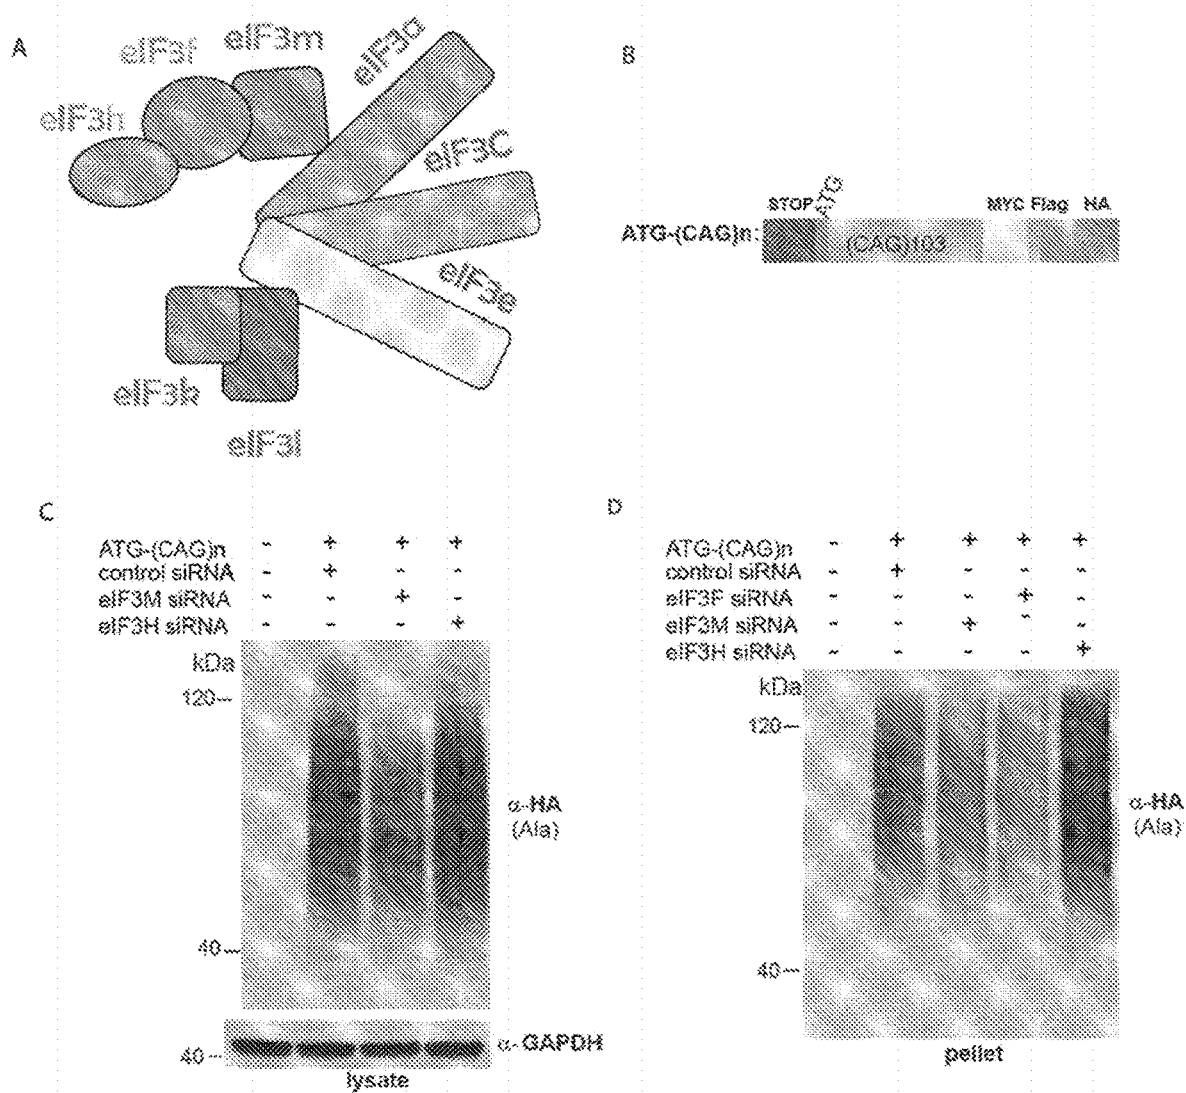 A
eIF3f
eIF3m
eIF3a
eIF3h
eIF3C
eIF3e
eIF3k
eIF3l
B
STOP
ATG
MYC Flag HA
ATG-(CAG)n:
(CAG)103
C
ATG-(CAG)n - + + +
control siRNA - + - -
eIF3M siRNA - - + -
eIF3H siRNA - - - +
kDa
120
α-HA
(Ala)
40
40
α-GAPDH
lysate
D
ATG-(CAG)n - + + + +
control siRNA - + - - -
eIF3F siRNA - - - + -
eIF3M siRNA - - + - -
eIF3H siRNA - - - - +
kDa
120
α-HA
(Ala)
40
pellet